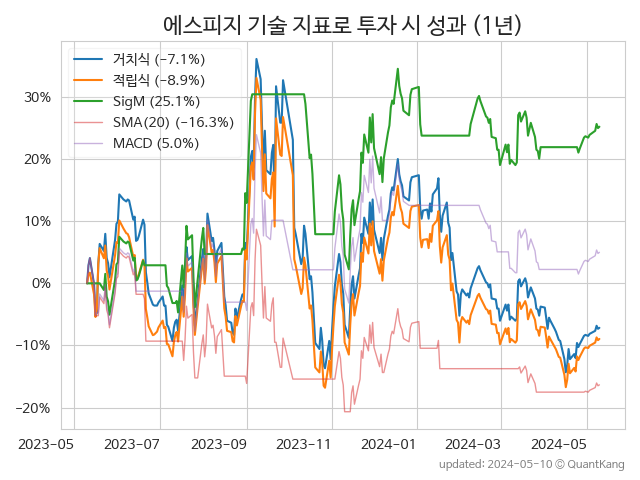 에스피지 기술 지표로 투자 시 성과 (1년)
거치식 (−7.1%)
적립식 (−8.9%)
SigM (25.1%)
SMA(20) (−16.3%)
MACD (5.0%)
30%
20%
10%
0%
−10%
−20%
2023-05 2023-07 2023-09 2023-11 2024-01 2024-03 2024-05
updated: 2024-05-10 © QuantKang